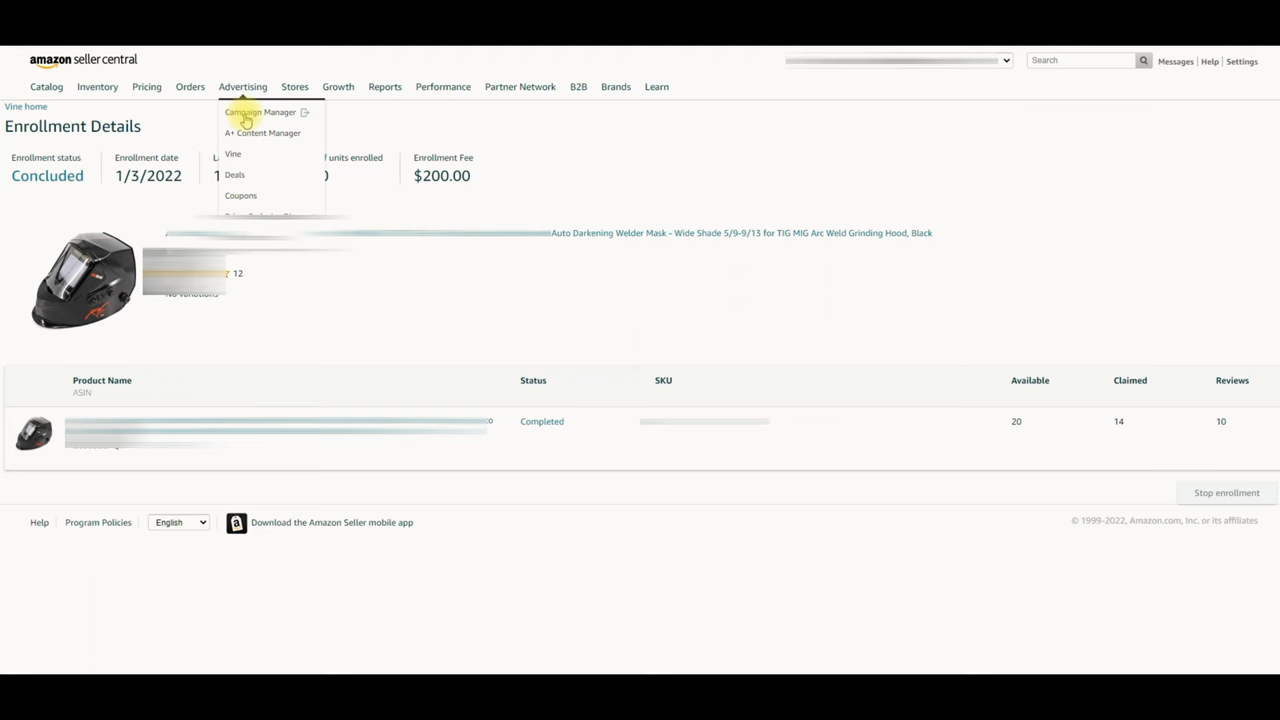 amazon seller central
Search
Messages | Help | Settings
Catalog Inventory Pricing Orders Advertising Stores Growth Reports Performance Partner Network B2B Brands Learn
Vine home
Campaign Manager
Enrollment Details
A+ Content Manager
Vine
Deals
Coupons
Enrollment status
Concluded
Enrollment date
1/3/2022
units enrolled
Enrollment Fee
$200.00
Auto Darkening Welder Mask - Wide Shade 5/9-9/13 for TIG MIG Arc Weld Grinding Hood, Black
12
No variations
Product Name Status SKU Available Claimed Reviews
ASIN
Completed 20 14 10
Stop enrollment
Help Program Policies English Download the Amazon Seller mobile app
© 1999-2022, Amazon.com, Inc. or its affiliates